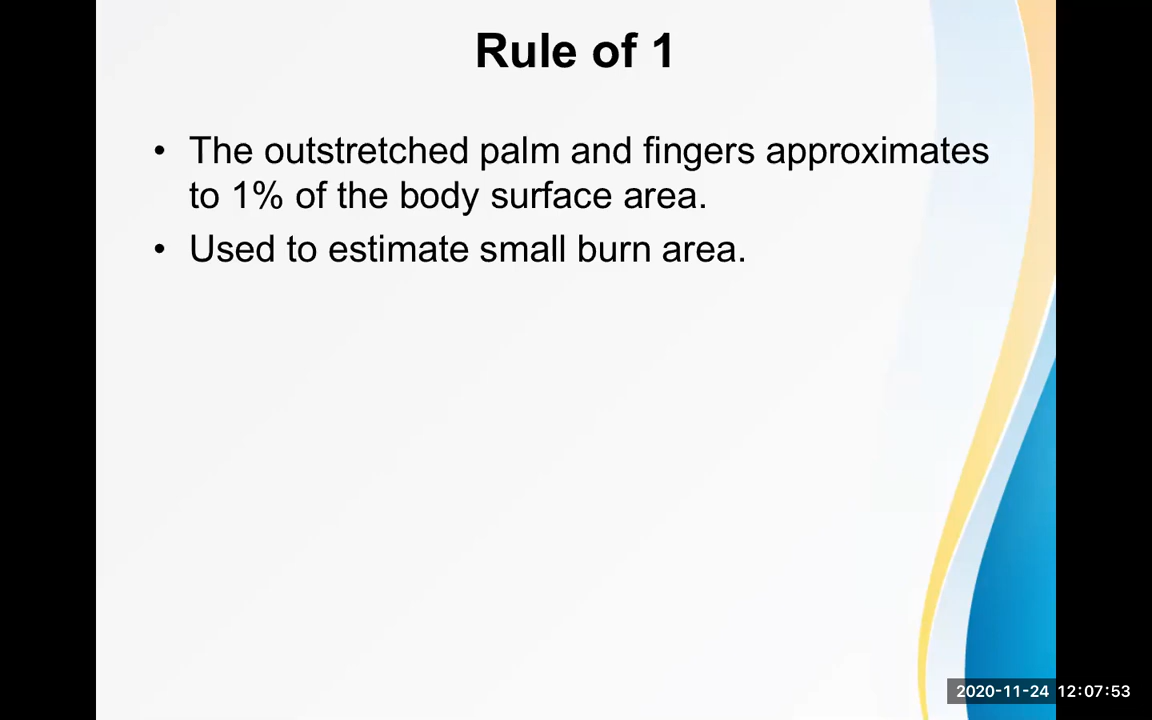 Rule of 1
• The outstretched palm and fingers approximates
to 1% of the body surface area.
• Used to estimate small burn area.
2020-11-24 12:07:53